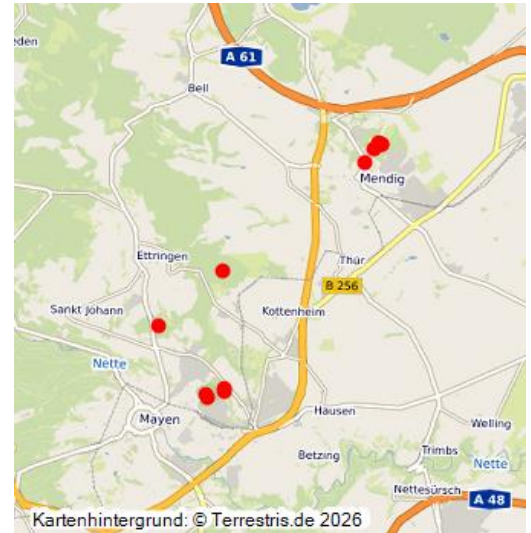 eden
A 61
Bell
Mendig
Ettringen
Thür
B 256
Sankt Johann
Kottenheim
Nette
Mayen
Hausen
Welling
Betzing
Trimbs
Nette
Nettesürsch
A 48
Kartenhintergrund: © Terrestris.de 2026